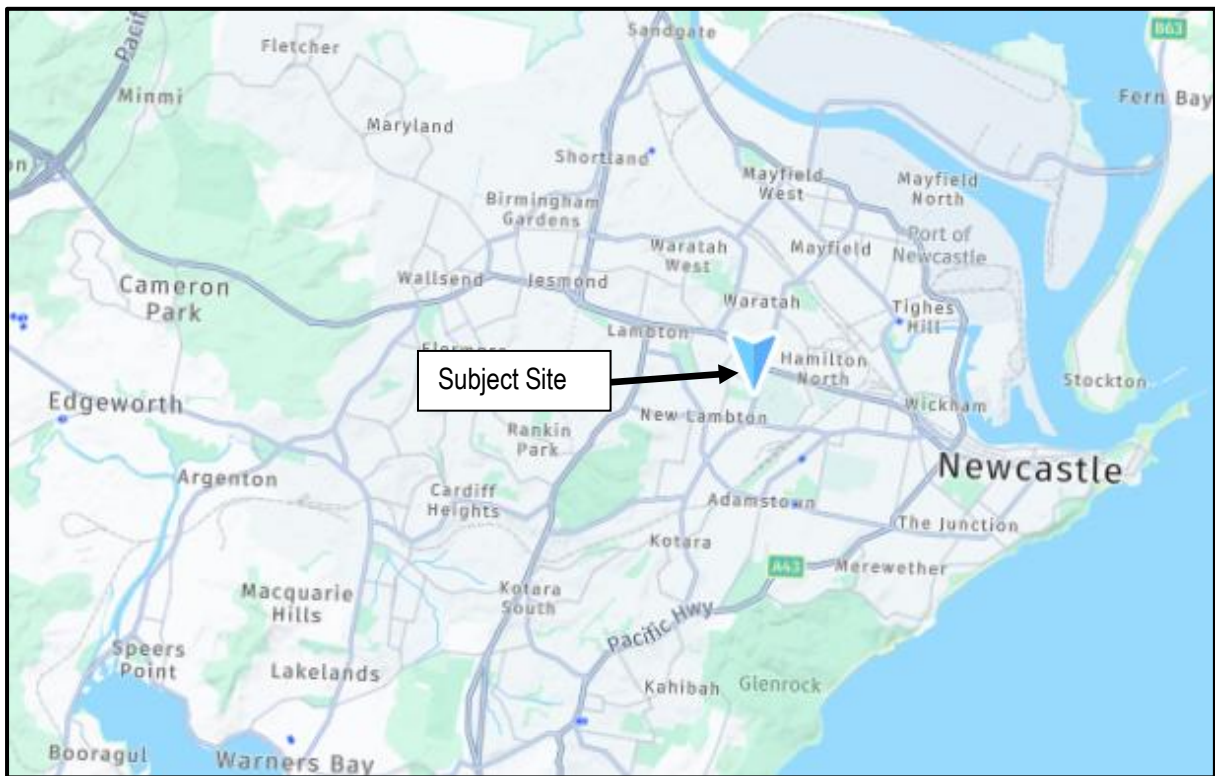 Sandgate
B63
Pacifi
Fletcher
Minmi
Fern Bay
Maryland
Shortland
Mayfield
West
Mayfield
North
Birmingham
Gardens
Port of
Newcastle
Waratah
West
Mayfield
Cameron
Park
Wallsend
Jesmond
Waratah
Tighes
Hill
Lambton
Elermore
Subject Site
Hamilton
North
Stockton
Edgeworth
New Lambton
Wickham
Rankin
Park
Newcastle
Argenton
Cardiff
Heights
Adamstown
The Junction
Kotara
A43
Merewether
Macquarie
Hills
Kotara
South
Pacific Hwy
Speers
Point
Lakelands
Kahibah
Glenrock
Booragul
Warners Bay